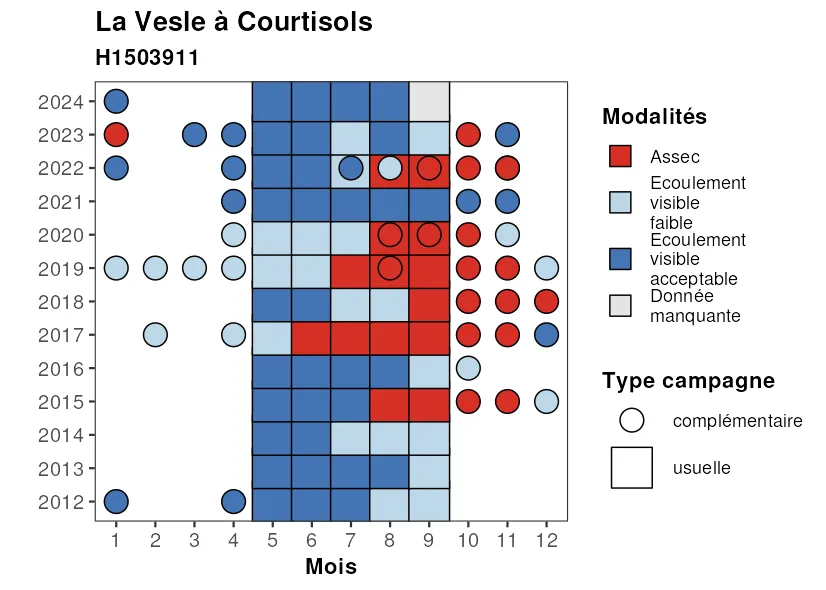 La Vesle à Courtisols
H1503911
2024
2023
2022
2021
2020
2019
2018
2017
2016
2015
2014
2013
2012
1 2 3 4 5 6 7 8 9 10 11 12
Mois
Modalités
Assec
Ecoulement
visible
faible
Ecoulement
visible
acceptable
Donnée
manquante
Type campagne
complémentaire
usuelle